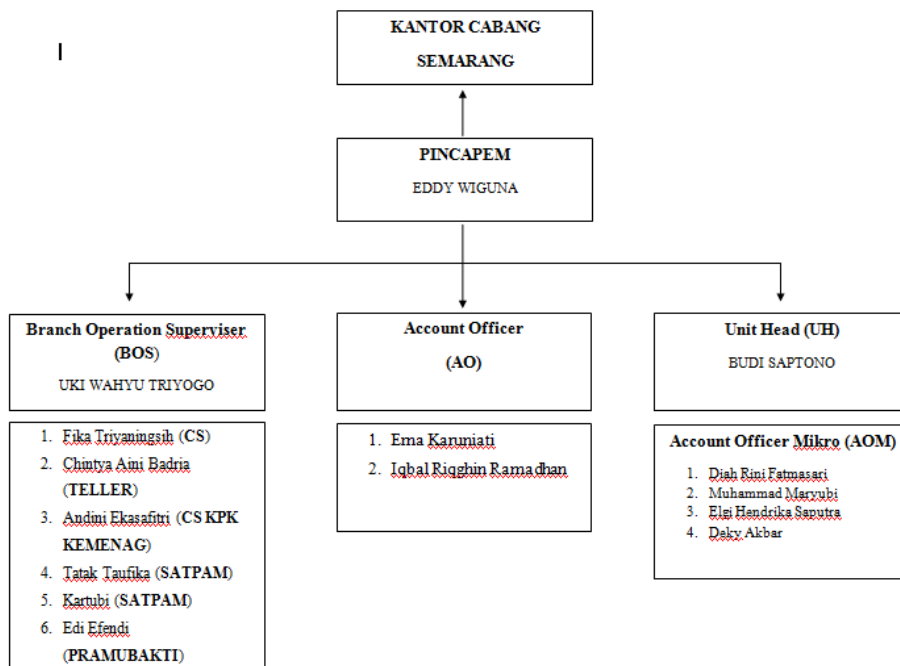 KANTOR CABANG
SEMARANG
PINCAPEM
EDDY WIGUNA
Branch Operation Superviser
(BOS)
UKI WAHYU TRIYOGO
1. Fika Triyaningsih (CS)
2. Chintya Aini Badria
(TELLER)
3. Andini Ekasafitri (CS KPK
KEMENAG)
4. Tatak Taufika (SATPAM)
5. Kartubi (SATPAM)
6. Edi Efendi
(PRAMUBAKTI)
Account Officer
(AO)
1. Erna Karuniati
2. Iqbal Riqghin Ramadhan
Unit Head (UH)
BUDI SAPTONO
Account Officer Mikro (AOM)
1. Diah Rini Fatmasari
2. Muhammad Maryubi
3. Elgi Hendrika Saputra
4. Deky Akbar